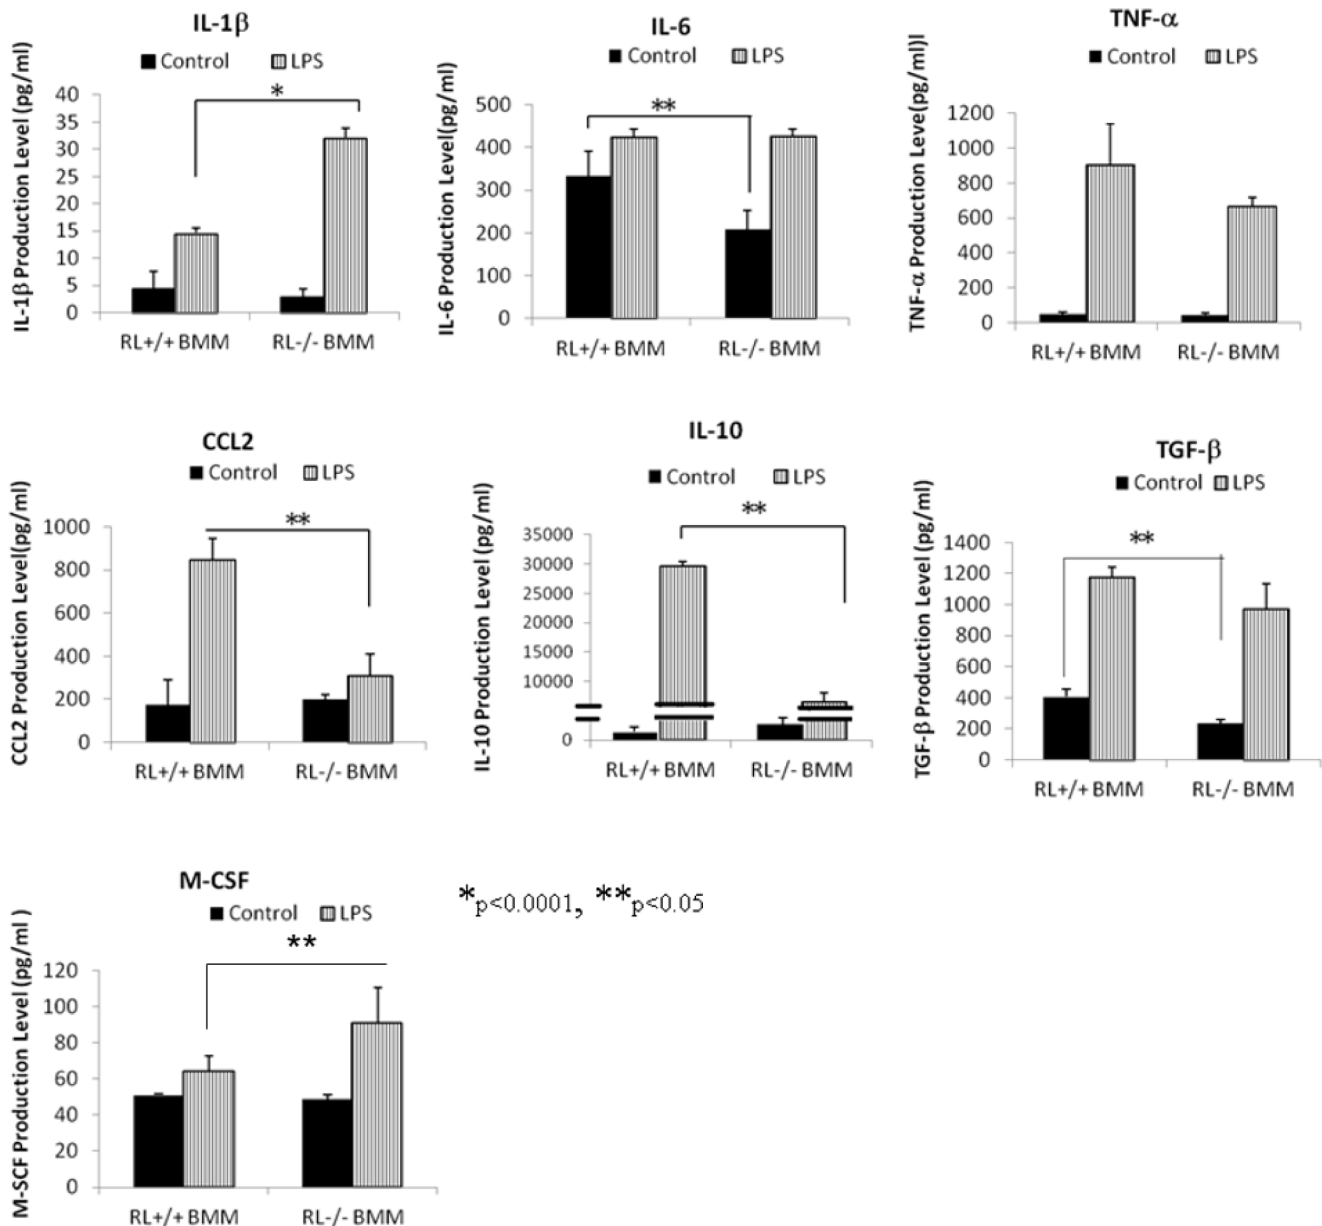 IL-1β
Control LPS
IL-1β Production Level (pg/ml)
40
35
30
25
20
15
10
5
0
*
RL+/+ BMM RL-/- BMM
IL-6
Control LPS
IL-6 Production Level(pg/ml)
500
400
300
200
100
0
**
RL+/+ BMM RL-/- BMM
TNF-α
Control LPS
TNF-α Production Leve(pg/ml)l
1200
1000
800
600
400
200
0
RL+/+ BMM RL-/- BMM
CCL2
Control LPS
CCL2 Production Level(pg/ml)
1000
800
600
400
200
0
**
RL+/+ BMM RL-/- BMM
IL-10
Control LPS
IL-10 Production Level (pg/ml)
35000
30000
25000
20000
15000
10000
0
**
RL+/+ BMM RL-/- BMM
TGF-β
Control LPS
TGF-β Production Level (pg/ml)
1400
1200
1000
800
600
400
200
0
**
RL+/+ BMM RL-/- BMM
M-CSF
Control LPS
M-SCF Production Level (pg/ml )
120
100
80
60
40
20
0
**
RL+/+ BMM RL-/- BMM
*p<0.0001, **p<0.05